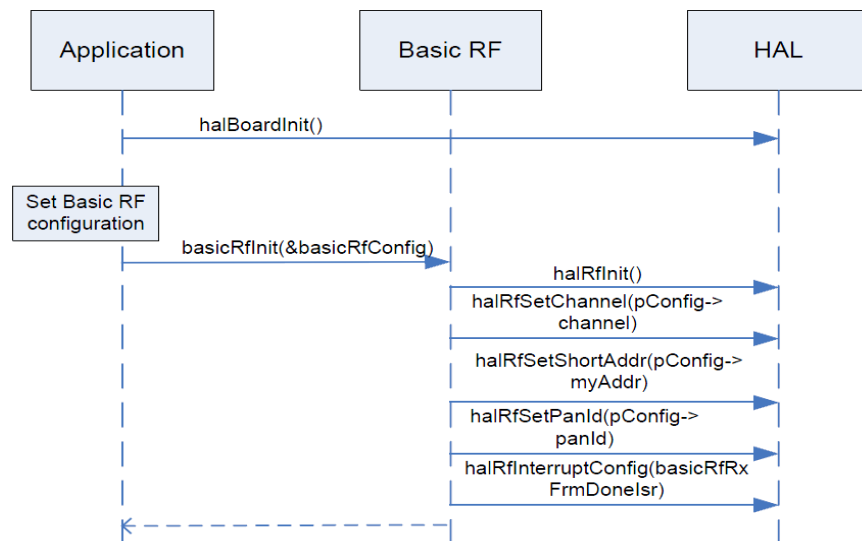 Application
Basic RF
HAL
halBoardInit()
Set Basic RF
configuration
basicRfInit(&basicRfConfig)
halRfInit()
halRfSetChannel(pConfig->
channel)
halRfSetShortAddr(pConfig->
myAddr)
halRfSetPanId(pConfig->
panId)
halRfInterruptConfig(basicRfRx
FrmDoneIsr)